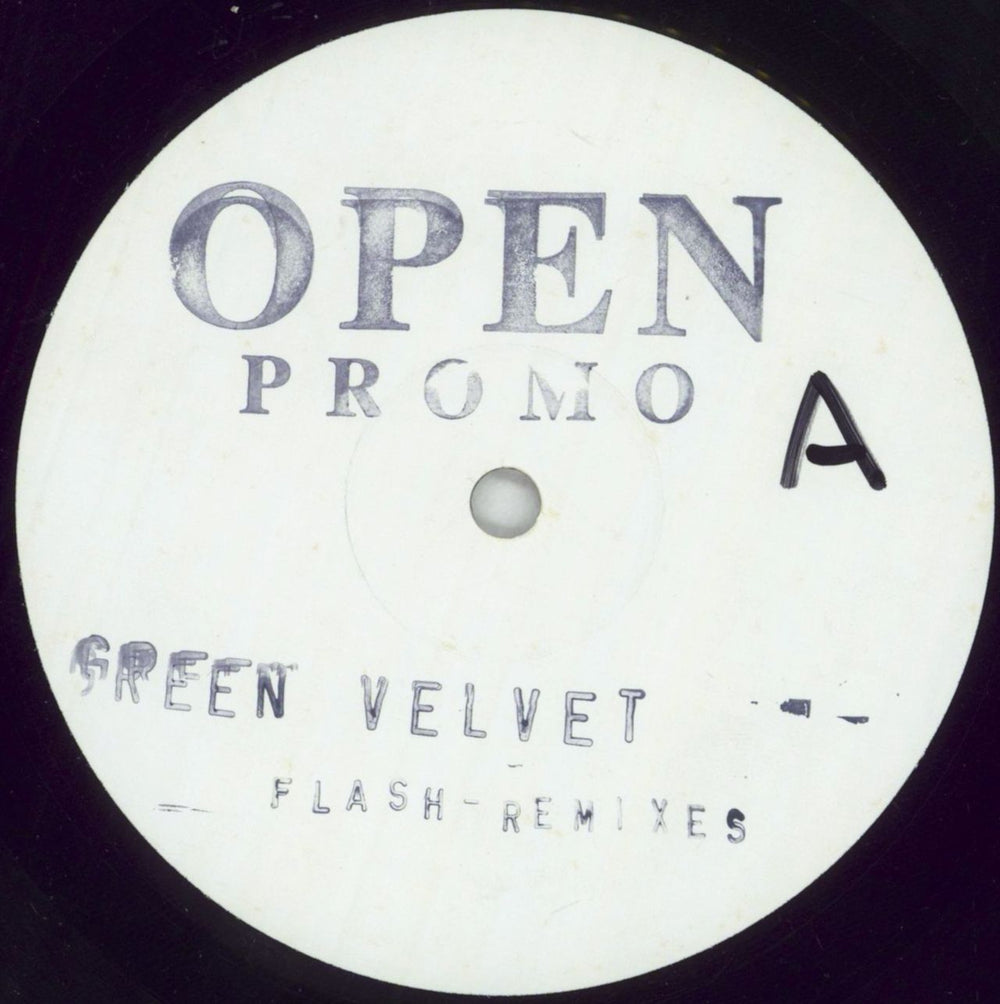 OPEN
PROMO
A
GREEN VELVET
FLASH-REMIXES